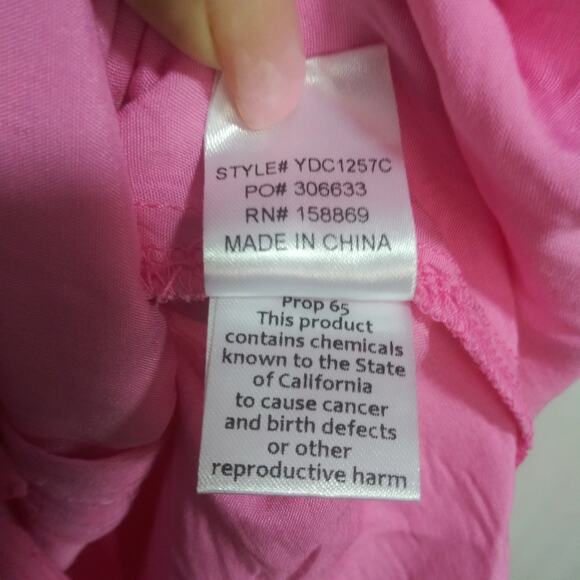 STYLE# YDC1257C
PO# 306633
RN# 158869
MADE IN CHINA
Prop 65
This product
contains chemicals
known to the State
of California
to cause cancer
and birth defects
or other
reproductive harm